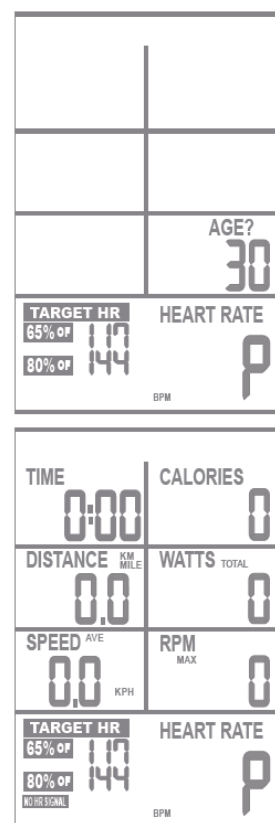 AGE?
30
TARGET HR HEART RATE
65% OF 117
80% OF 144 P
BPM
TIME CALORIES
0:00 0
DISTANCE KM MILE WATTS TOTAL
0.0 0
SPEED AVE RPM
MAX
0.0 KPH 0
TARGET HR HEART RATE
65% OF 117
80% OF 144 P
NO HR SIGNAL
BPM